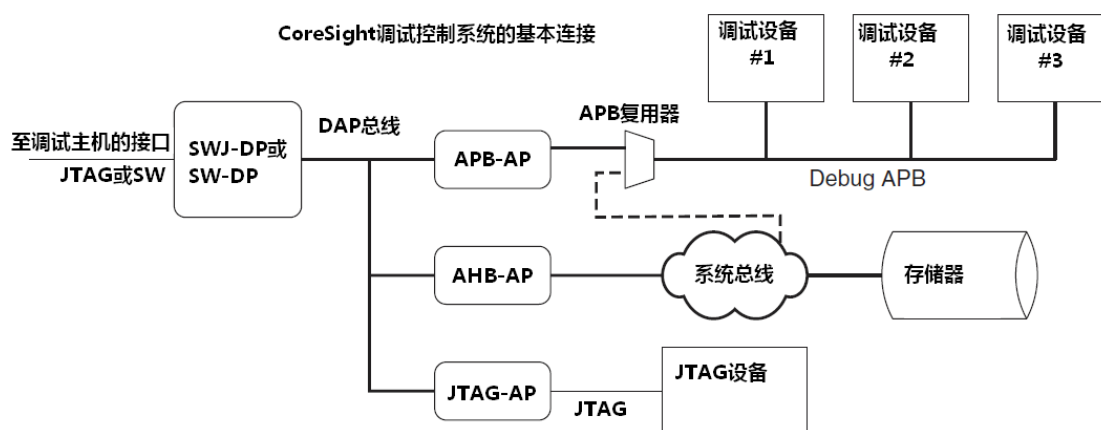 CoreSight调试控制系统的基本连接
调试设备
#1
调试设备
#2
调试设备
#3
至调试主机的接口
JTAG或SW
SWJ-DP或
SW-DP
DAP总线
APB-AP
APB复用器
Debug APB
AHB-AP
系统总线
存储器
JTAG-AP
JTAG
JTAG设备